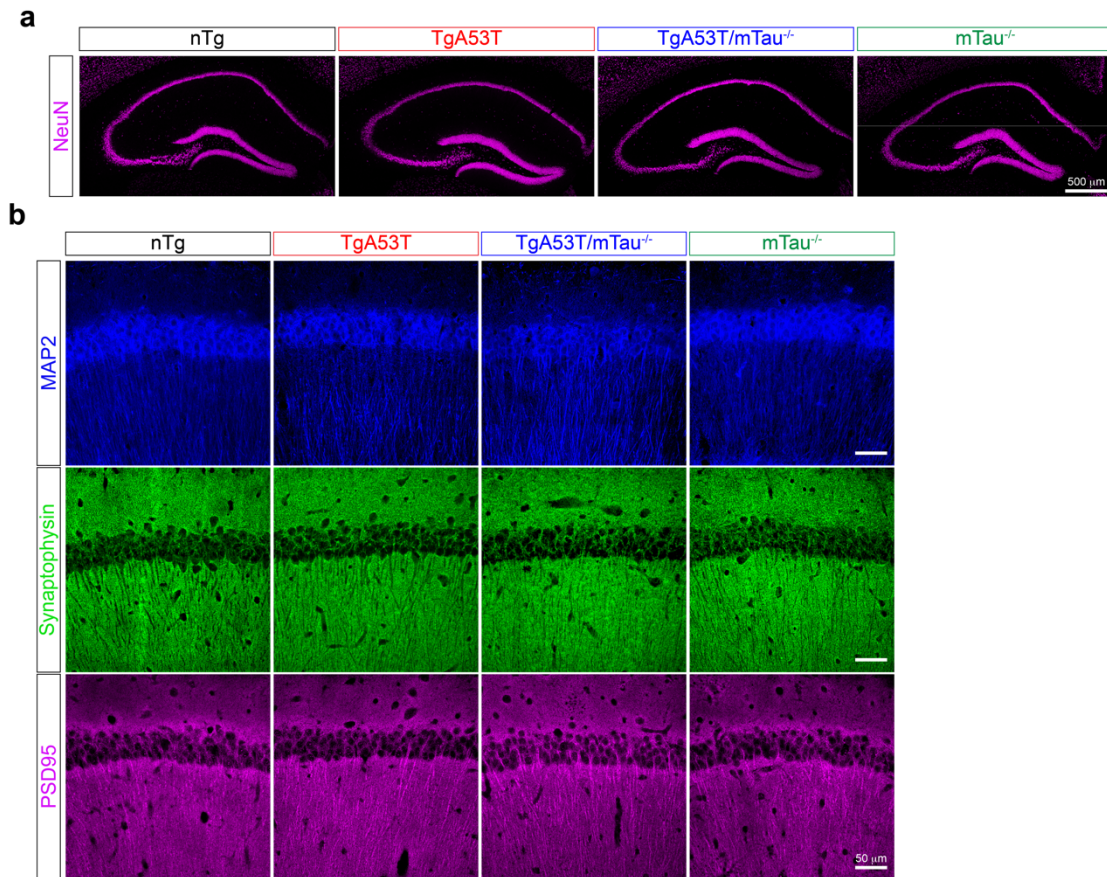 a
nTg
TgA53T
TgA53T/mTau⁻/⁻
mTau⁻/⁻
NeuN
500 µm
b
nTg
TgA53T
TgA53T/mTau⁻/⁻
mTau⁻/⁻
MAP2
Synaptophysin
PSD95
50 µm